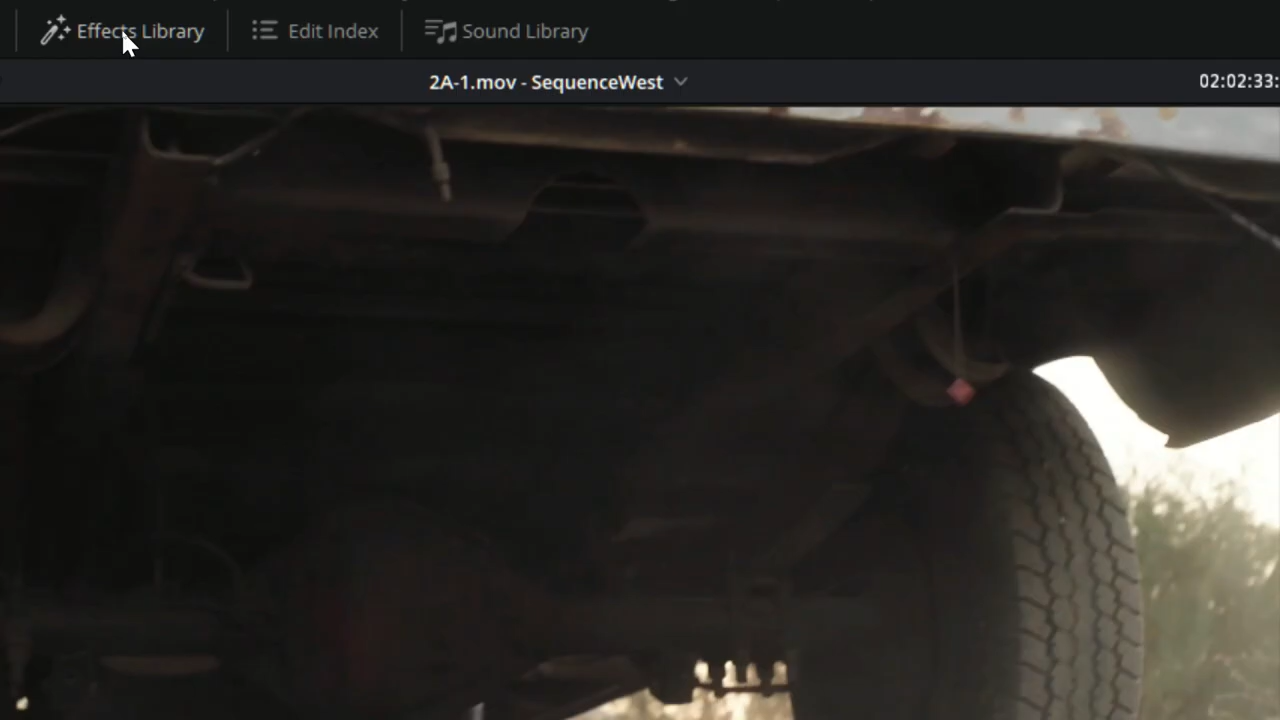 Effects Library
Edit Index
Sound Library
2A-1.mov - SequenceWest
02:02:33: